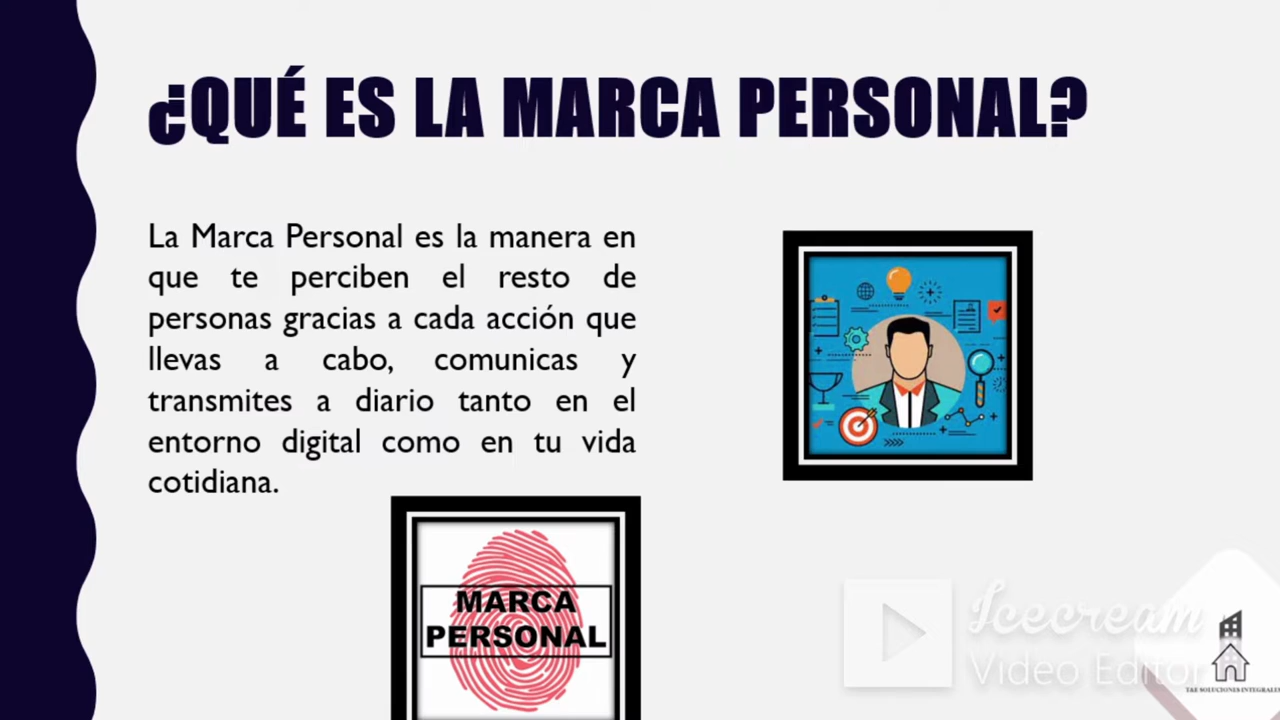 ¿QUÉ ES LA MARCA PERSONAL?
La Marca Personal es la manera en
que te perciben el resto de
personas gracias a cada acción que
llevas a cabo, comunicas y
transmites a diario tanto en el
entorno digital como en tu vida
cotidiana.
MARCA
PERSONAL
Icecream
Video Editor
T&E SOLUCIONES INTEGRALES